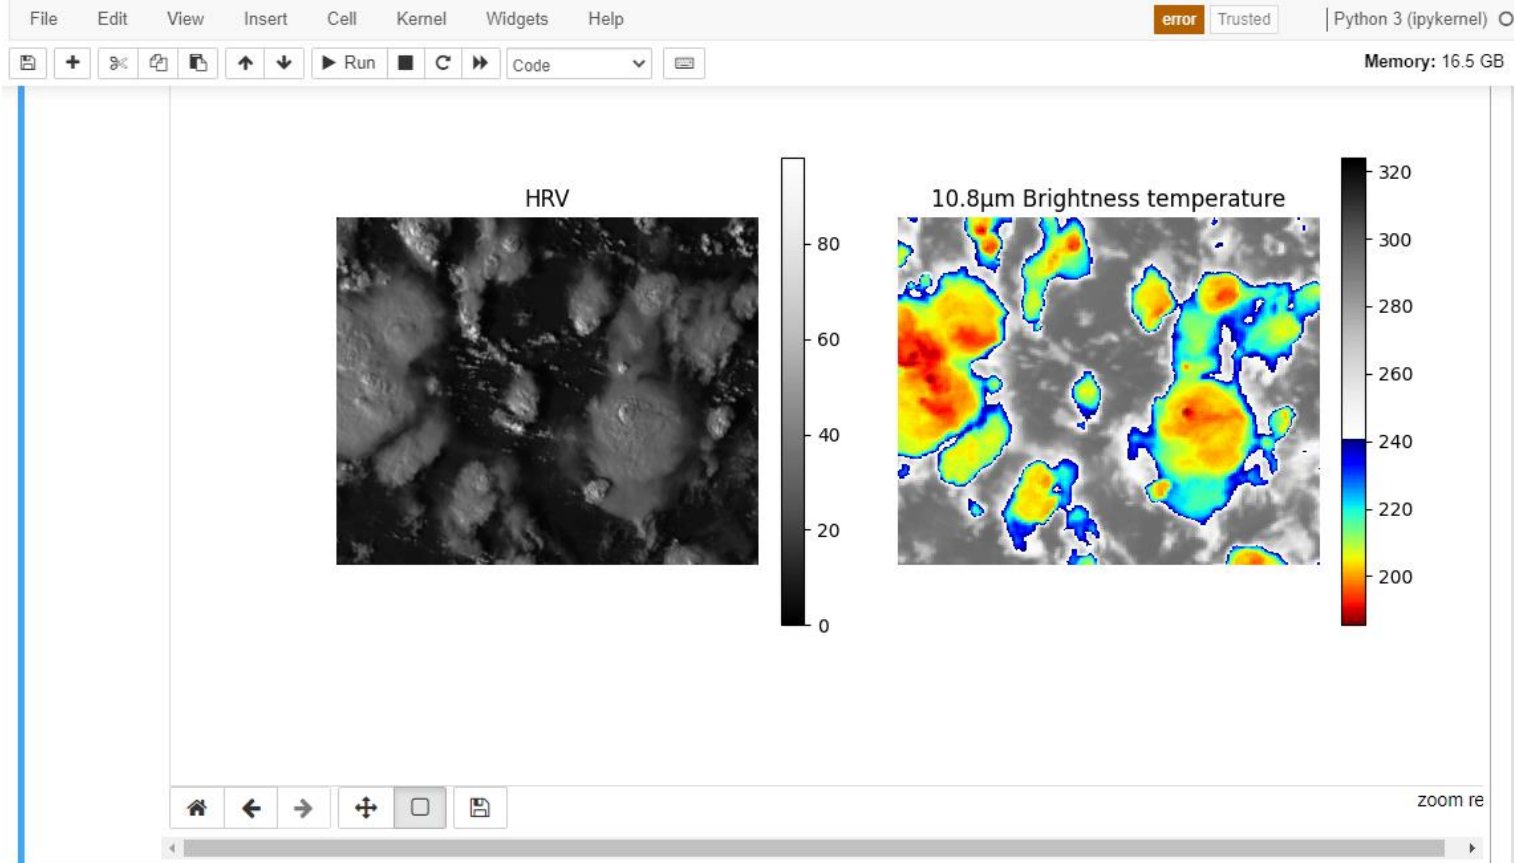 File Edit View Insert Cell Kernel Widgets Help error Trusted Python 3 (ipykernel)
Run Code Memory: 16.5 GB
HRV
80
60
40
20
0
10.8μm Brightness temperature
320
300
280
260
240
220
200
zoom re